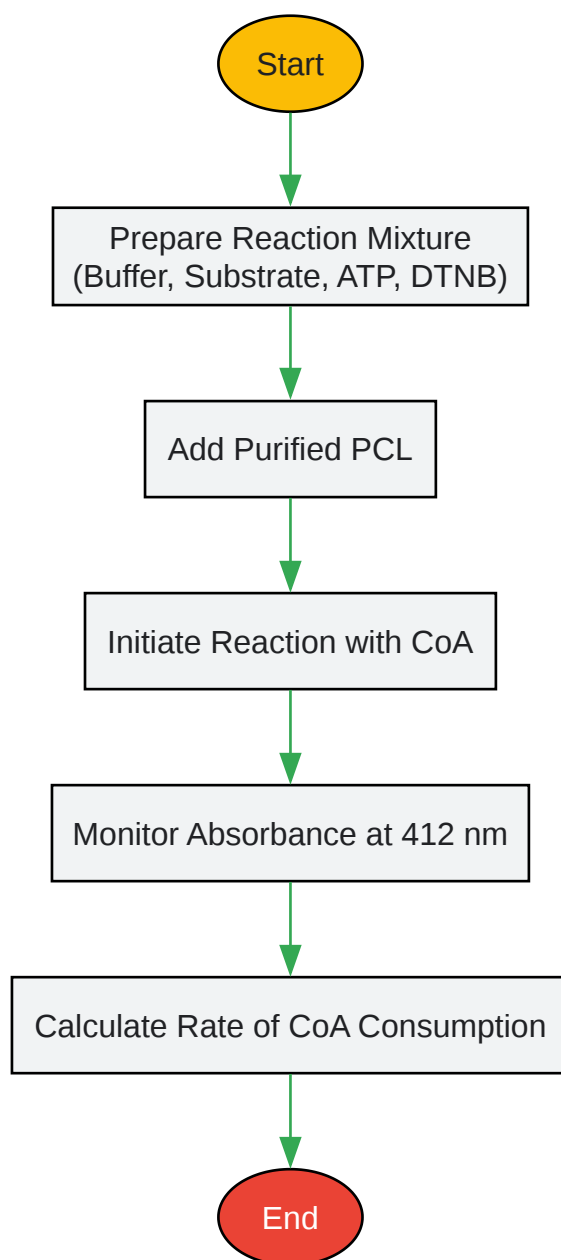 Start
Prepare Reaction Mixture
(Buffer, Substrate, ATP, DTNB)
Add Purified PCL
Initiate Reaction with CoA
Monitor Absorbance at 412 nm
Calculate Rate of CoA Consumption
End